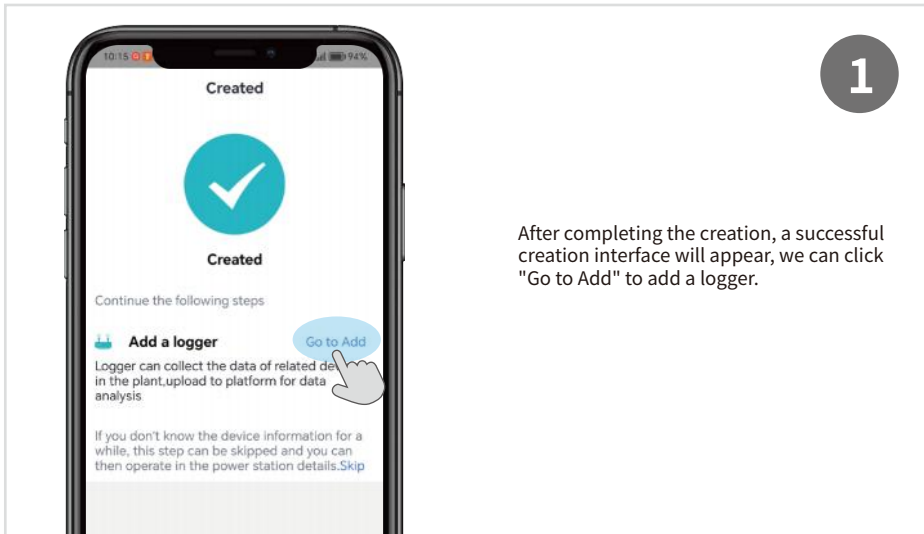 10:15
94%
Created
1
Created
After completing the creation, a successful
creation interface will appear, we can click
"Go to Add" to add a logger.
Continue the following steps
Add a logger
Go to Add
Logger can collect the data of related
in the plant,upload to platform for data
analysis
If you don't know the device information for a
while, this step can be skipped and you can
then operate in the power station details.Skip